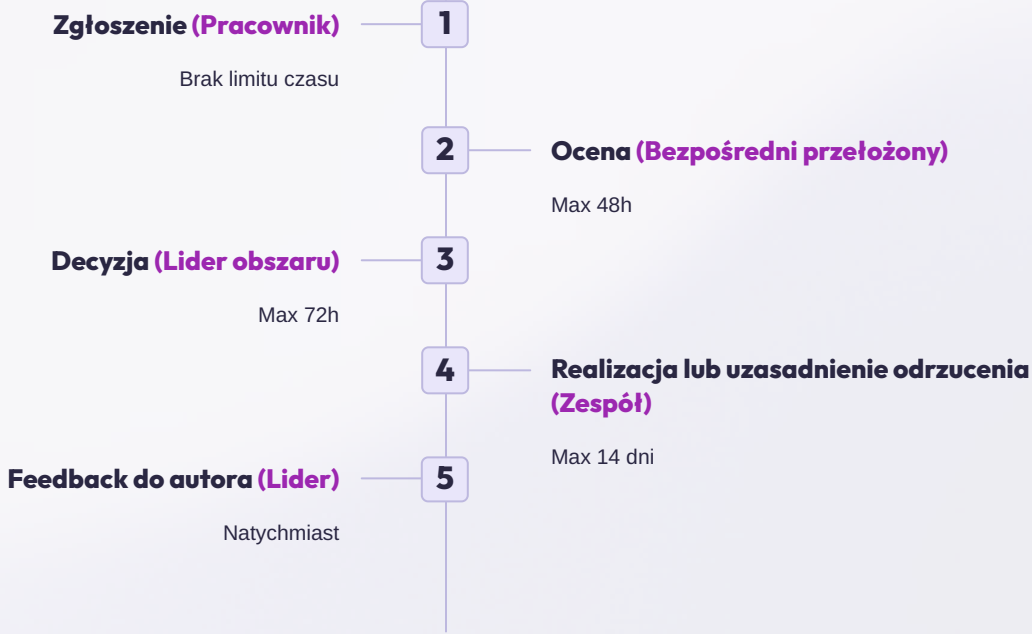 1
Zgłoszenie (Pracownik)
Brak limitu czasu
2
Ocena (Bezpośredni przełożony)
Max 48h
3
Decyzja (Lider obszaru)
Max 72h
4
Realizacja lub uzasadnienie odrzucenia
(Zespół)
Max 14 dni
5
Feedback do autora (Lider)
Natychmiast